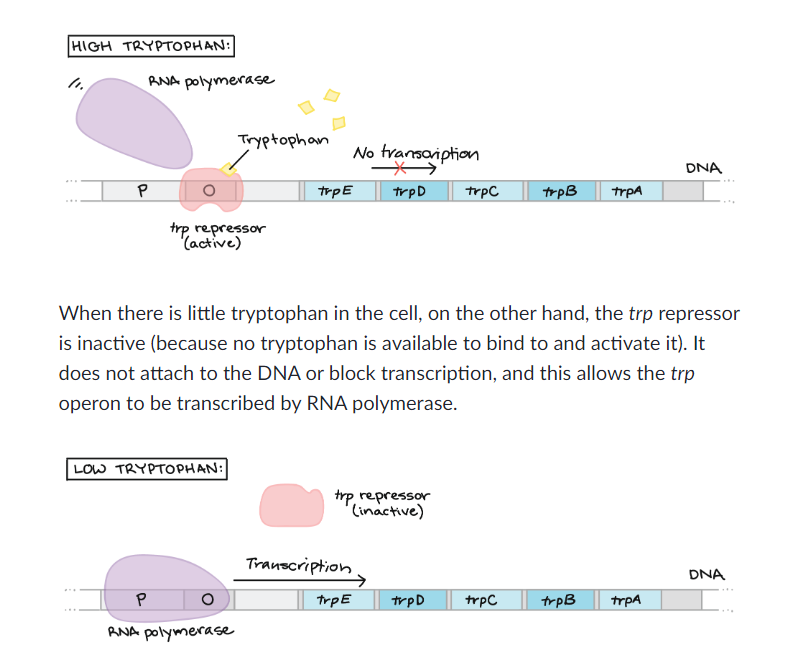 HIGH TRYPTOPHAN:
RNA polymerase
Tryptophan
No transcription
DNA
P O trpE trpD trpC trpB trpA
trp repressor
(active)
When there is little tryptophan in the cell, on the other hand, the trp repressor
is inactive (because no tryptophan is available to bind to and activate it). It
does not attach to the DNA or block transcription, and this allows the trp
operon to be transcribed by RNA polymerase.
LOW TRYPTOPHAN:
trp repressor
(inactive)
Transcription
DNA
P O trpE trpD trpC trpB trpA
RNA polymerase